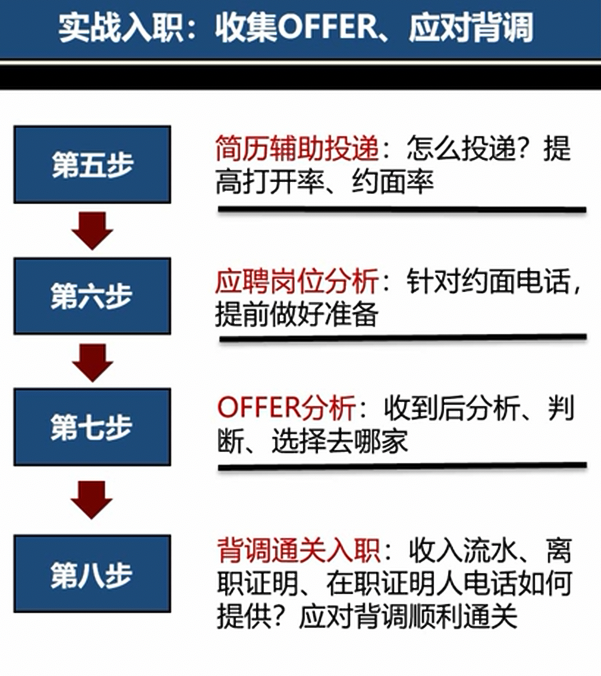 实战入职：收集OFFER、应对背调
第五步
简历辅助投递：怎么投递？提
高打开率、约面率
第六步
应聘岗位分析：针对约面电话，
提前做好准备
第七步
OFFER分析：收到后分析、判
断、选择去哪家
第八步
背调通关入职：收入流水、离
职证明、在职证明人电话如何
提供？应对背调顺利通关